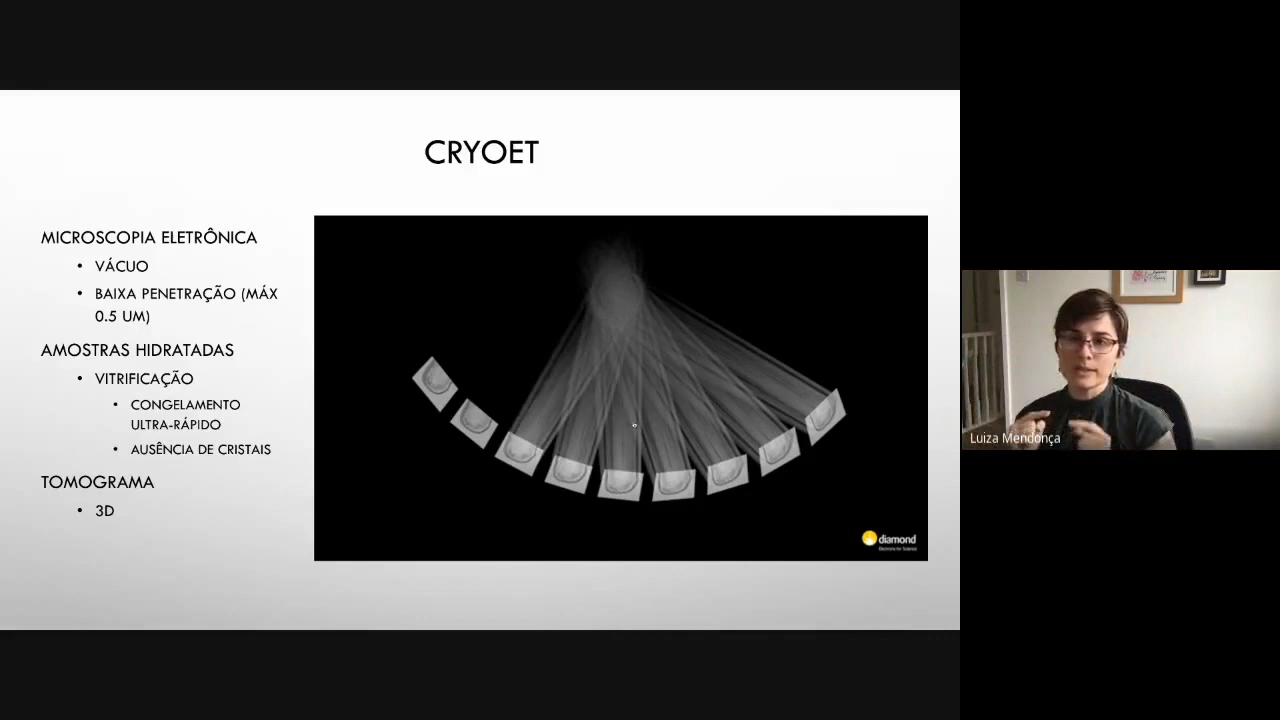 CRYOET
MICROSCOPIA ELETRÔNICA
• VÁCUO
• BAIXA PENETRAÇÃO (MÁX
0.5 UM)
AMOSTRAS HIDRATADAS
• VITRIFICAÇÃO
• CONGELAMENTO
ULTRA-RÁPIDO
• AUSÊNCIA DE CRISTAIS
TOMOGRAMA
• 3D
diamond
Luiza Mendonça